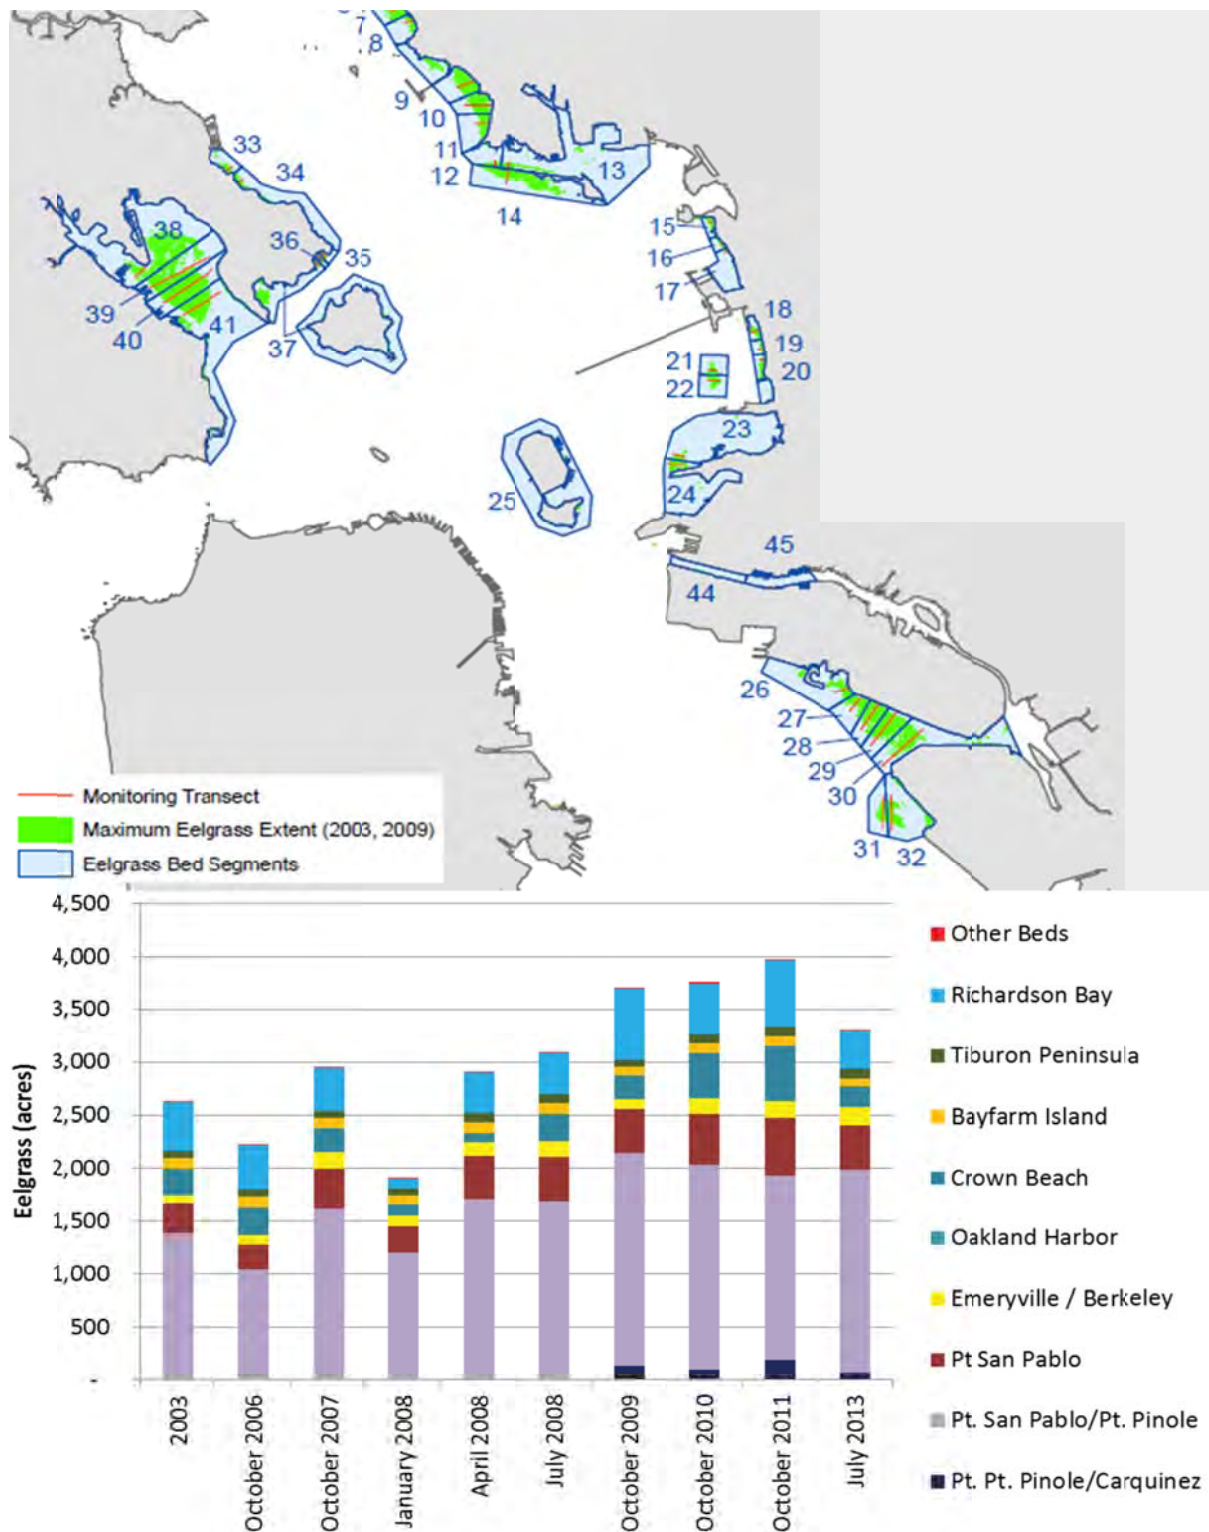 7
8
9
10
11
12
13
14
33
34
15
16
17
36
35
38
39
40
41
37
18
19
20
21
22
23
24
25
45
44
26
27
28
29
30
31
32
Monitoring Transect
Maximum Eelgrass Extent (2003, 2009)
Eelgrass Bed Segments
4,500
4,000
3,500
3,000
2,500
2,000
1,500
1,000
500
-
Eelgrass (acres)
2003
October 2006
October 2007
January 2008
April 2008
July 2008
October 2009
October 2010
October 2011
July 2013
Other Beds
Richardson Bay
Tiburon Peninsula
Bayfarm Island
Crown Beach
Oakland Harbor
Emeryville / Berkeley
Pt San Pablo
Pt. San Pablo/Pt. Pinole
Pt. Pt. Pinole/Carquinez